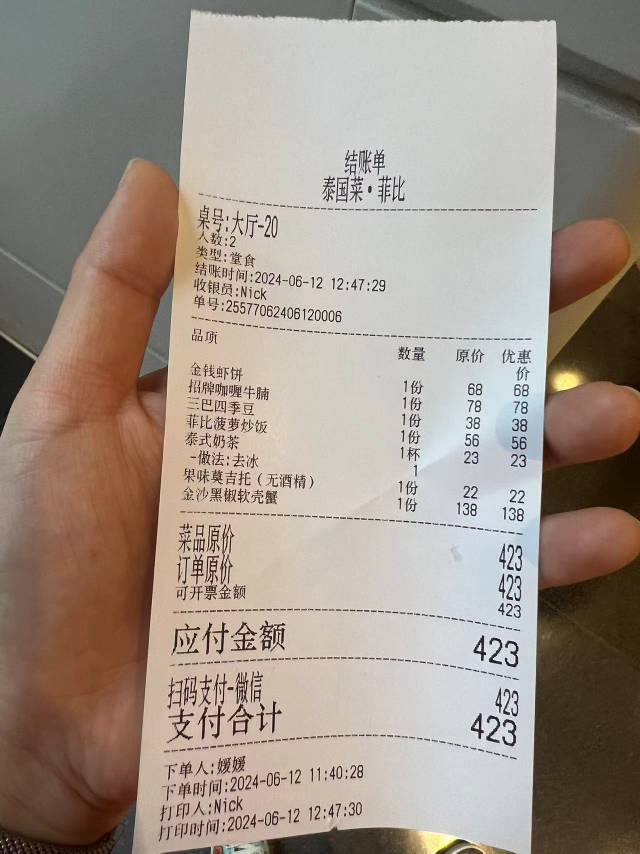 结账单
泰国菜•菲比
桌号:大厅-20
人数:2
类型:堂食
结账时间:2024-06-12 12:47:29
收银员:Nick
单号:25577062406120006
品项 数量 原价 优惠价
金钱虾饼 1份 68 68
招牌咖喱牛腩 1份 78 78
三巴四季豆 1份 38 38
菲比菠萝炒饭 1份 56 56
泰式奶茶 1杯 23 23
-做法:去冰 1
果味莫吉托(无酒精) 1份 22 22
金沙黑椒软壳蟹 1份 138 138
菜品原价 423
订单原价 423
可开票金额 423
应付金额 423
扫码支付-微信 423
支付合计 423
下单人:媛媛
下单时间:2024-06-12 11:40:28
打印人:Nick
打印时间:2024-06-12 12:47:30